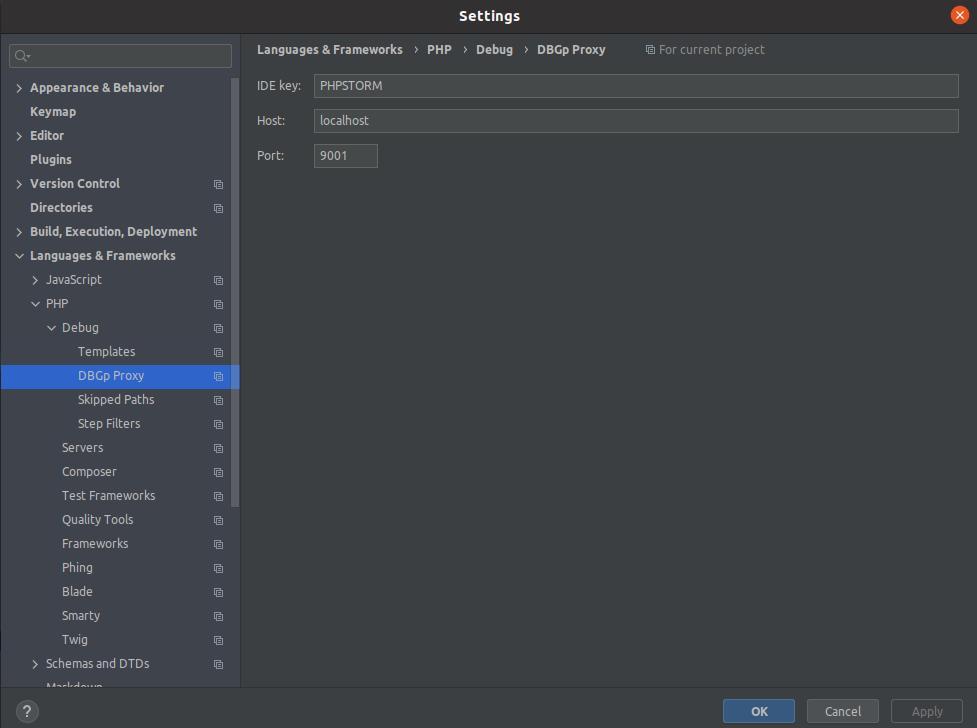 Settings
Languages & Frameworks › PHP › Debug › DBGp Proxy For current project
IDE key: PHPSTORM
Host: localhost
Port: 9001
Appearance & Behavior
Keymap
Editor
Plugins
Version Control
Directories
Build, Execution, Deployment
Languages & Frameworks
JavaScript
PHP
Debug
Templates
DBGp Proxy
Skipped Paths
Step Filters
Servers
Composer
Test Frameworks
Quality Tools
Frameworks
Phing
Blade
Smarty
Twig
Schemas and DTDs
Markdown
?
OK Cancel Apply